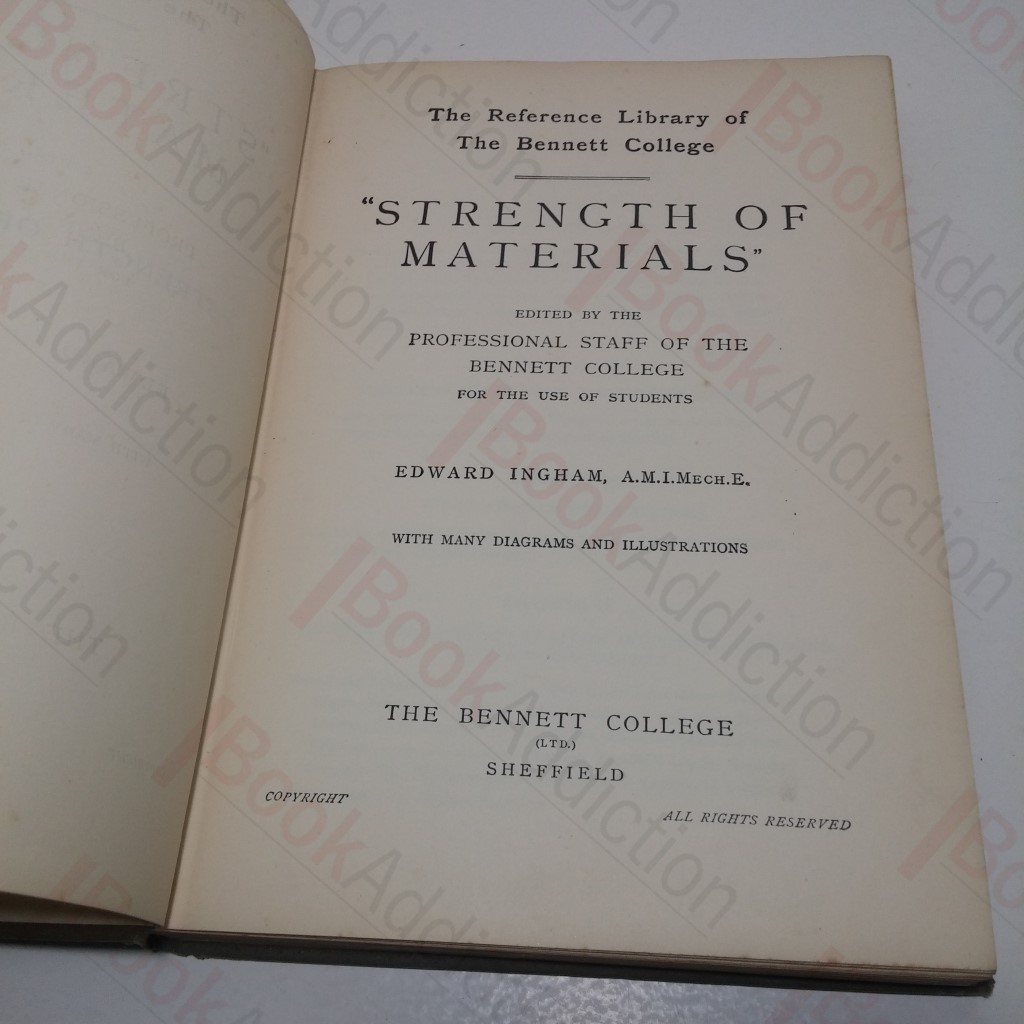 The Reference Library of
The Bennett College
“STRENGTH OF
MATERIALS”
EDITED BY THE
PROFESSIONAL STAFF OF THE
BENNETT COLLEGE
FOR THE USE OF STUDENTS
EDWARD INGHAM, A.M.I.MECH.E.
WITH MANY DIAGRAMS AND ILLUSTRATIONS
THE BENNETT COLLEGE
(LTD.)
SHEFFIELD
COPYRIGHT
ALL RIGHTS RESERVED
BookAddiction